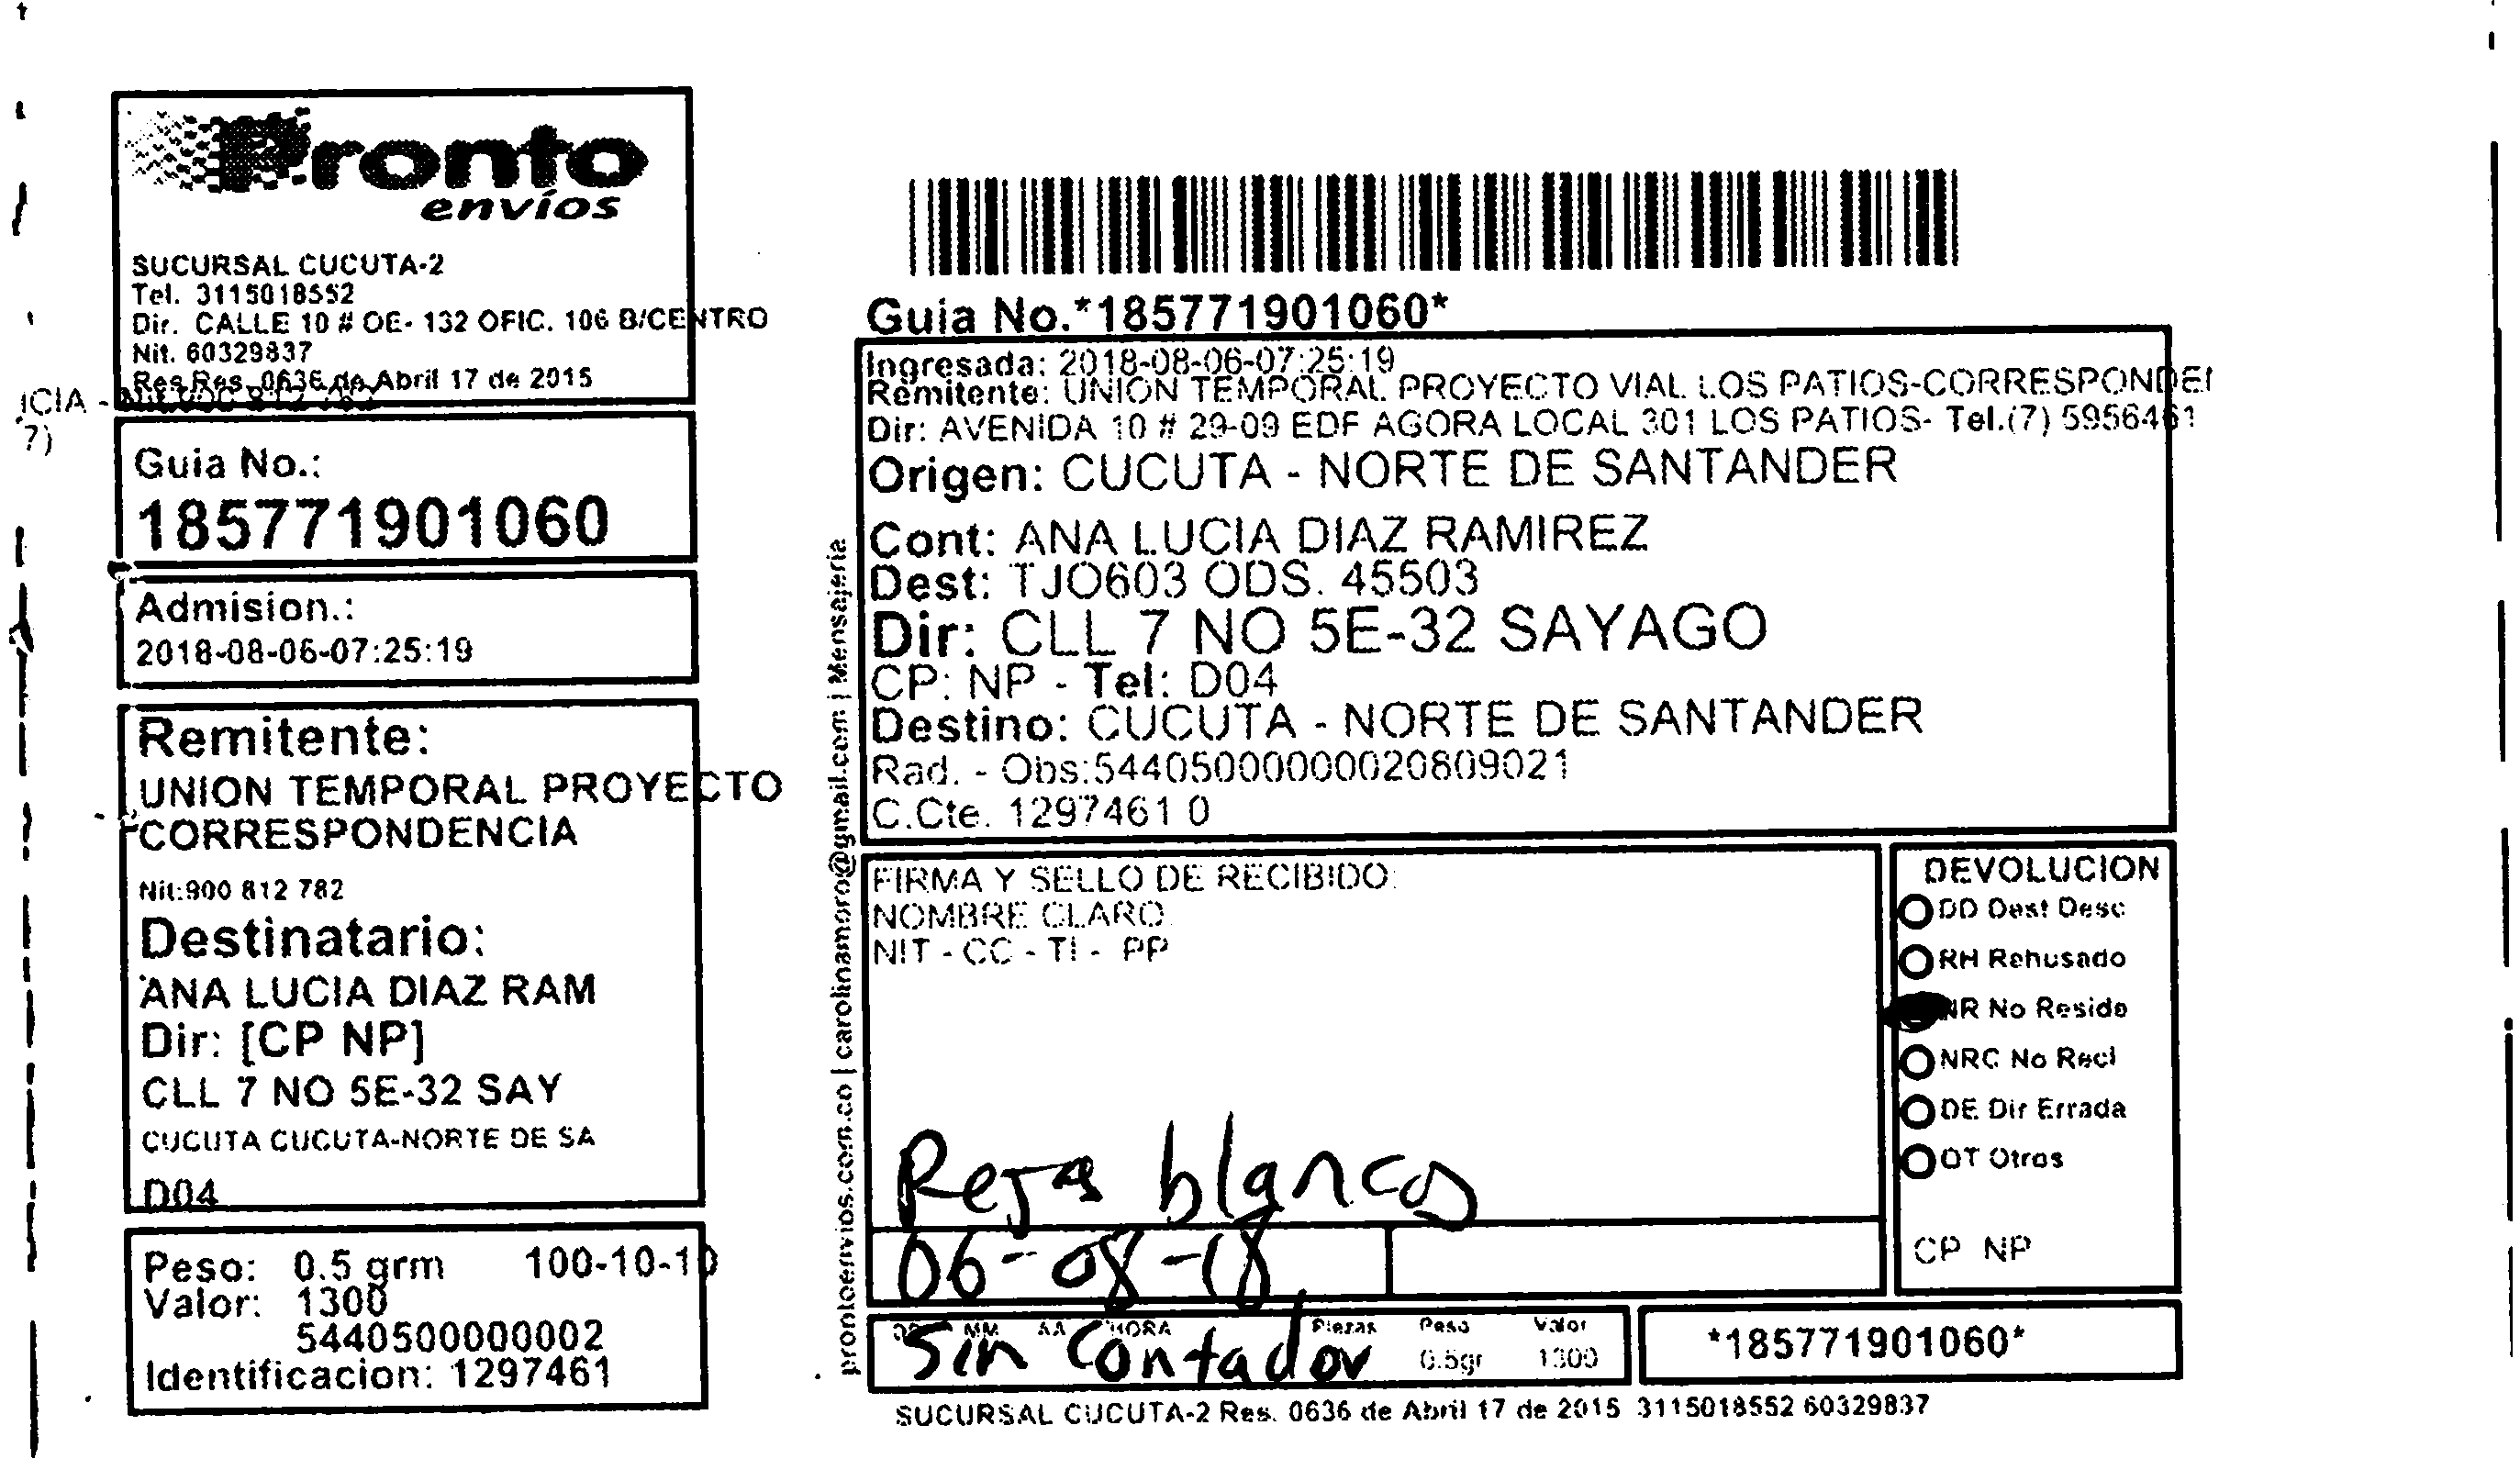 Pronto
envíos
SUCURSAL CUCUTA-2
Tel. 3115018552
Dir. CALLE 10 # OE- 132 OFIC. 106 B/CENTRO
Nit. 60329837
Res Res. 0636 de Abril 17 de 2015
ICIA -
7)
Guia No.:
185771901060
Admision.:
2018-08-06-07:25:19
Remitente:
UNION TEMPORAL PROYECTO
CORRESPONDENCIA
Nit:900 812 782
Destinatario:
ANA LUCIA DIAZ RAM
Dir: [CP NP]
CLL 7 NO 5E-32 SAY
CUCUTA CUCUTA-NORTE DE SA
D04
Peso: 0.5 grm 100-10-10
Valor: 1300
5440500000002
Identificacion: 1297461
prontoenvios.com.co | carolinamoro@gmail.com | Mensajeria
Guia No.*185771901060*
Ingresada: 2018-08-06-07:25:19
Remitente: UNION TEMPORAL PROYECTO VIAL LOS PATIOS-CORRESPONDEN
Dir: AVENIDA 10 # 29-09 EDF AGORA LOCAL 301 LOS PATIOS- Tel.(7) 5956461
Origen: CUCUTA - NORTE DE SANTANDER
Cont: ANA LUCIA DIAZ RAMIREZ
Dest: TJO603 ODS. 45503
Dir: CLL 7 NO 5E-32 SAYAGO
CP: NP - Tel: D04
Destino: CUCUTA - NORTE DE SANTANDER
Rad. - Obs:544050000000020809021
C.Cte. 1297461 0
FIRMA Y SELLO DE RECIBIDO:
NOMBRE CLARO
NIT - CC - TI - PP
Reja blanca
06-08-18
DD MM AA HORA Piezas Peso Valor
Sin Contador 0.5gr 1300
DEVOLUCION
DD Dest Desc
RH Rehusado
NR No Reside
NRC No Recl
DE Dir Errada
OT Otros
CP NP
*185771901060*
SUCURSAL CUCUTA-2 Res. 0636 de Abril 17 de 2015 3115018552 60329837